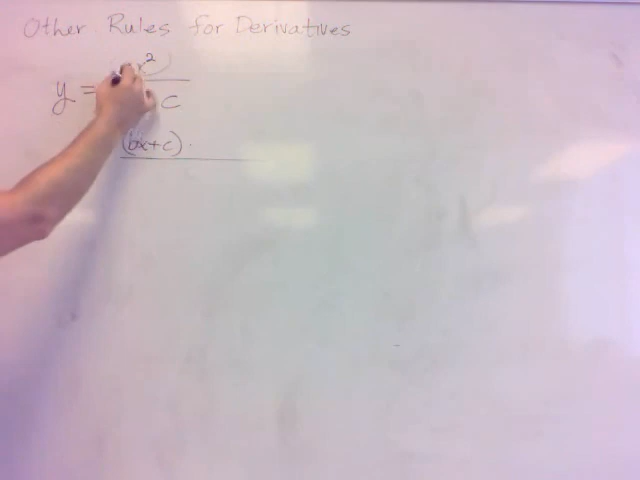 Other Rules for Derivatives
y = x²
c
(bx+c) ·